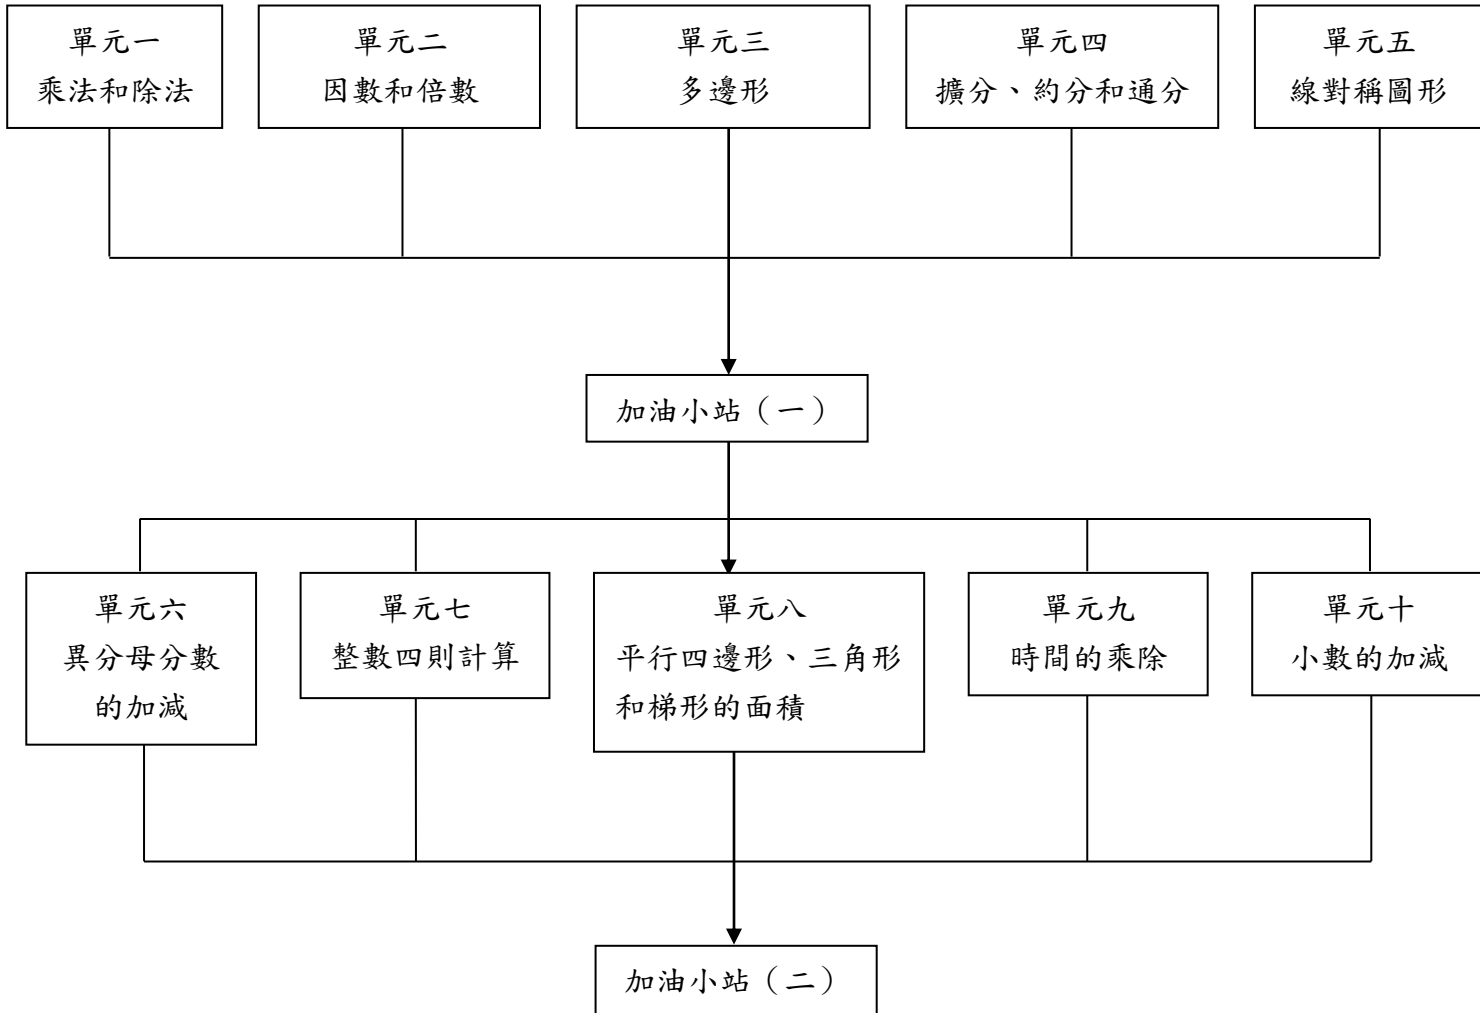 單元一
乘法和除法
單元二
因數和倍數
單元三
多邊形
單元四
擴分、約分和通分
單元五
線對稱圖形
加油小站（一）
單元六
異分母分數
的加減
單元七
整數四則計算
單元八
平行四邊形、三角形
和梯形的面積
單元九
時間的乘除
單元十
小數的加減
加油小站（二）